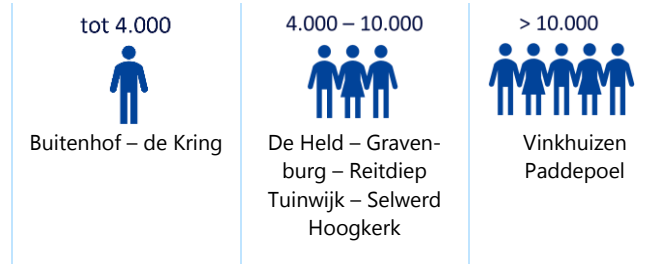 tot 4.000
Buitenhof – de Kring
4.000 – 10.000
De Held – Graven-
burg – Reitdiep
Tuinwijk – Selwerd
Hoogkerk
> 10.000
Vinkhuizen
Paddepoel